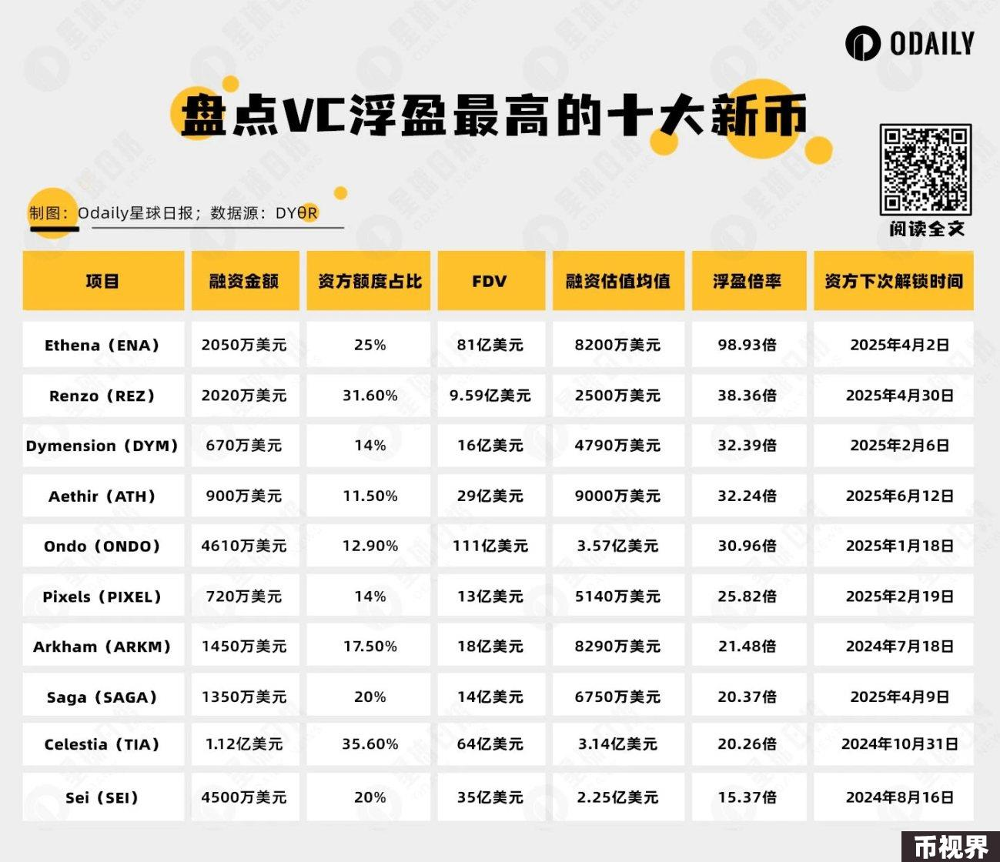 ODAILY
盘点VC浮盈最高的十大新币
制图：Odaily星球日报；数据源：DYOR
阅读全文
项目 融资金额 资方额度占比 FDV 融资估值均值 浮盈倍率 资方下次解锁时间
Ethena（ENA） 2050万美元 25% 81亿美元 8200万美元 98.93倍 2025年4月2日
Renzo（REZ） 2020万美元 31.60% 9.59亿美元 2500万美元 38.36倍 2025年4月30日
Dymension（DYM） 670万美元 14% 16亿美元 4790万美元 32.39倍 2025年2月6日
Aethir（ATH） 900万美元 11.50% 29亿美元 9000万美元 32.24倍 2025年6月12日
Ondo（ONDO） 4610万美元 12.90% 111亿美元 3.57亿美元 30.96倍 2025年1月18日
Pixels（PIXEL） 720万美元 14% 13亿美元 5140万美元 25.82倍 2025年2月19日
Arkham（ARKM） 1450万美元 17.50% 18亿美元 8290万美元 21.48倍 2024年7月18日
Saga（SAGA） 1350万美元 20% 14亿美元 6750万美元 20.37倍 2025年4月9日
Celestia（TIA） 1.12亿美元 35.60% 64亿美元 3.14亿美元 20.26倍 2024年10月31日
Sei（SEI） 4500万美元 20% 35亿美元 2.25亿美元 15.37倍 2024年8月16日
币视界